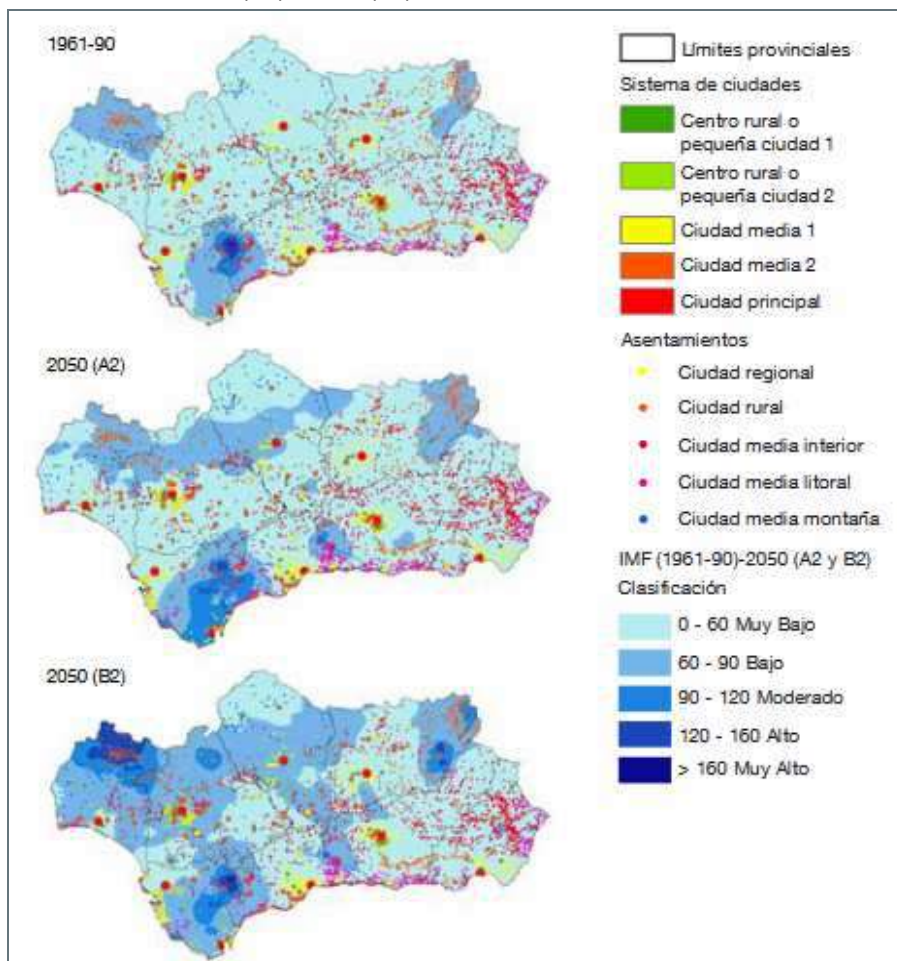 1961-90
2050 (A2)
2050 (B2)
Límites provinciales
Sistema de ciudades
Centro rural o
pequeña ciudad 1
Centro rural o
pequeña ciudad 2
Ciudad media 1
Ciudad media 2
Ciudad principal
Asentamientos
Ciudad regional
Ciudad rural
Ciudad media interior
Ciudad media litoral
Ciudad media montaña
IMF (1961-90)-2050 (A2 y B2)
Clasificación
0 - 60 Muy Bajo
60 - 90 Bajo
90 - 120 Moderado
120 - 160 Alto
> 160 Muy Alto